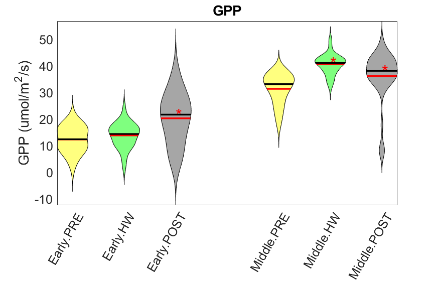 GPP
GPP (umol/m²/s)
50
40
30
20
10
0
-10
Early.PRE
Early.HW
Early.POST
Middle.PRE
Middle.HW
Middle.POST